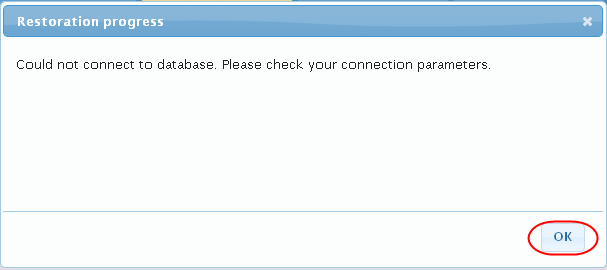 Restoration progress
Could not connect to database. Please check your connection parameters.
OK